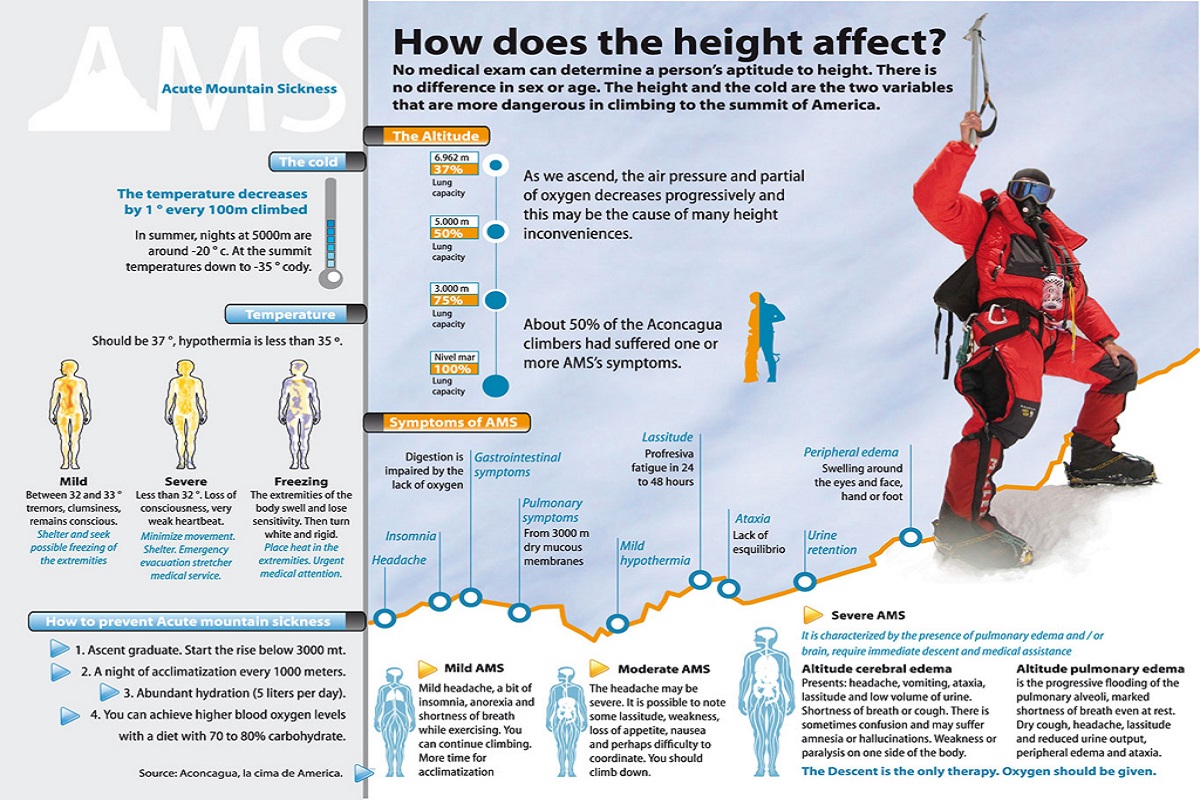 AMS
Acute Mountain Sickness
The cold
The temperature decreases
by 1 ° every 100m climbed
In summer, nights at 5000m are
around -20 ° c. At the summit
temperatures down to -35 ° cody.
Temperature
Should be 37 °, hypothermia is less than 35 º.
Mild
Between 32 and 33 °
tremors, clumsiness,
remains conscious.
Shelter and seek
possible freezing of
the extremities
Severe
Less than 32 °. Loss of
consciousness, very
weak heartbeat.
Minimize movement.
Shelter. Emergency
evacuation stretcher
medical service.
Freezing
The extremities of the
body swell and lose
sensitivity. Then turn
white and rigid.
Place heat in the
extremities. Urgent
medical attention.
How to prevent Acute mountain sickness
1. Ascent graduate. Start the rise below 3000 mt.
2. A night of acclimatization every 1000 meters.
3. Abundant hydration (5 liters per day).
4. You can achieve higher blood oxygen levels
with a diet with 70 to 80% carbohydrate.
Source: Aconcagua, la cima de America.
How does the height affect?
No medical exam can determine a person's aptitude to height. There is
no difference in sex or age. The height and the cold are the two variables
that are more dangerous in climbing to the summit of America.
The Altitude
6.962 m
37%
Lung
capacity
5.000 m
50%
Lung
capacity
3.000 m
75%
Lung
capacity
Nivel mar
100%
Lung
capacity
As we ascend, the air pressure and partial
of oxygen decreases progressively and
this may be the cause of many height
inconveniences.
About 50% of the Aconcagua
climbers had suffered one or
more AMS's symptoms.
Symptoms of AMS
Headache
Insomnia
Digestion is
impaired by the
lack of oxygen
Gastrointestinal
symptoms
Pulmonary
symptoms
From 3000 m
dry mucous
membranes
Mild
hypothermia
Lassitude
Profresiva
fatigue in 24
to 48 hours
Ataxia
Lack of
esquilibrio
Urine
retention
Peripheral edema
Swelling around
the eyes and face,
hand or foot
Mild AMS
Mild headache, a bit of
insomnia, anorexia and
shortness of breath
while exercising. You
can continue climbing.
More time for
acclimatization
Moderate AMS
The headache may be
severe. It is possible to note
some lassitude, weakness,
loss of appetite, nausea
and perhaps difficulty to
coordinate. You should
climb down.
Severe AMS
It is characterized by the presence of pulmonary edema and / or
brain, require immediate descent and medical assistance
Altitude cerebral edema
Presents: headache, vomiting, ataxia,
lassitude and low volume of urine.
Shortness of breath or cough. There is
sometimes confusion and may suffer
amnesia or hallucinations. Weakness or
paralysis on one side of the body.
Altitude pulmonary edema
is the progressive flooding of the
pulmonary alveoli, marked
shortness of breath even at rest.
Dry cough, headache, lassitude
and reduced urine output,
peripheral edema and ataxia.
The Descent is the only therapy. Oxygen should be given.